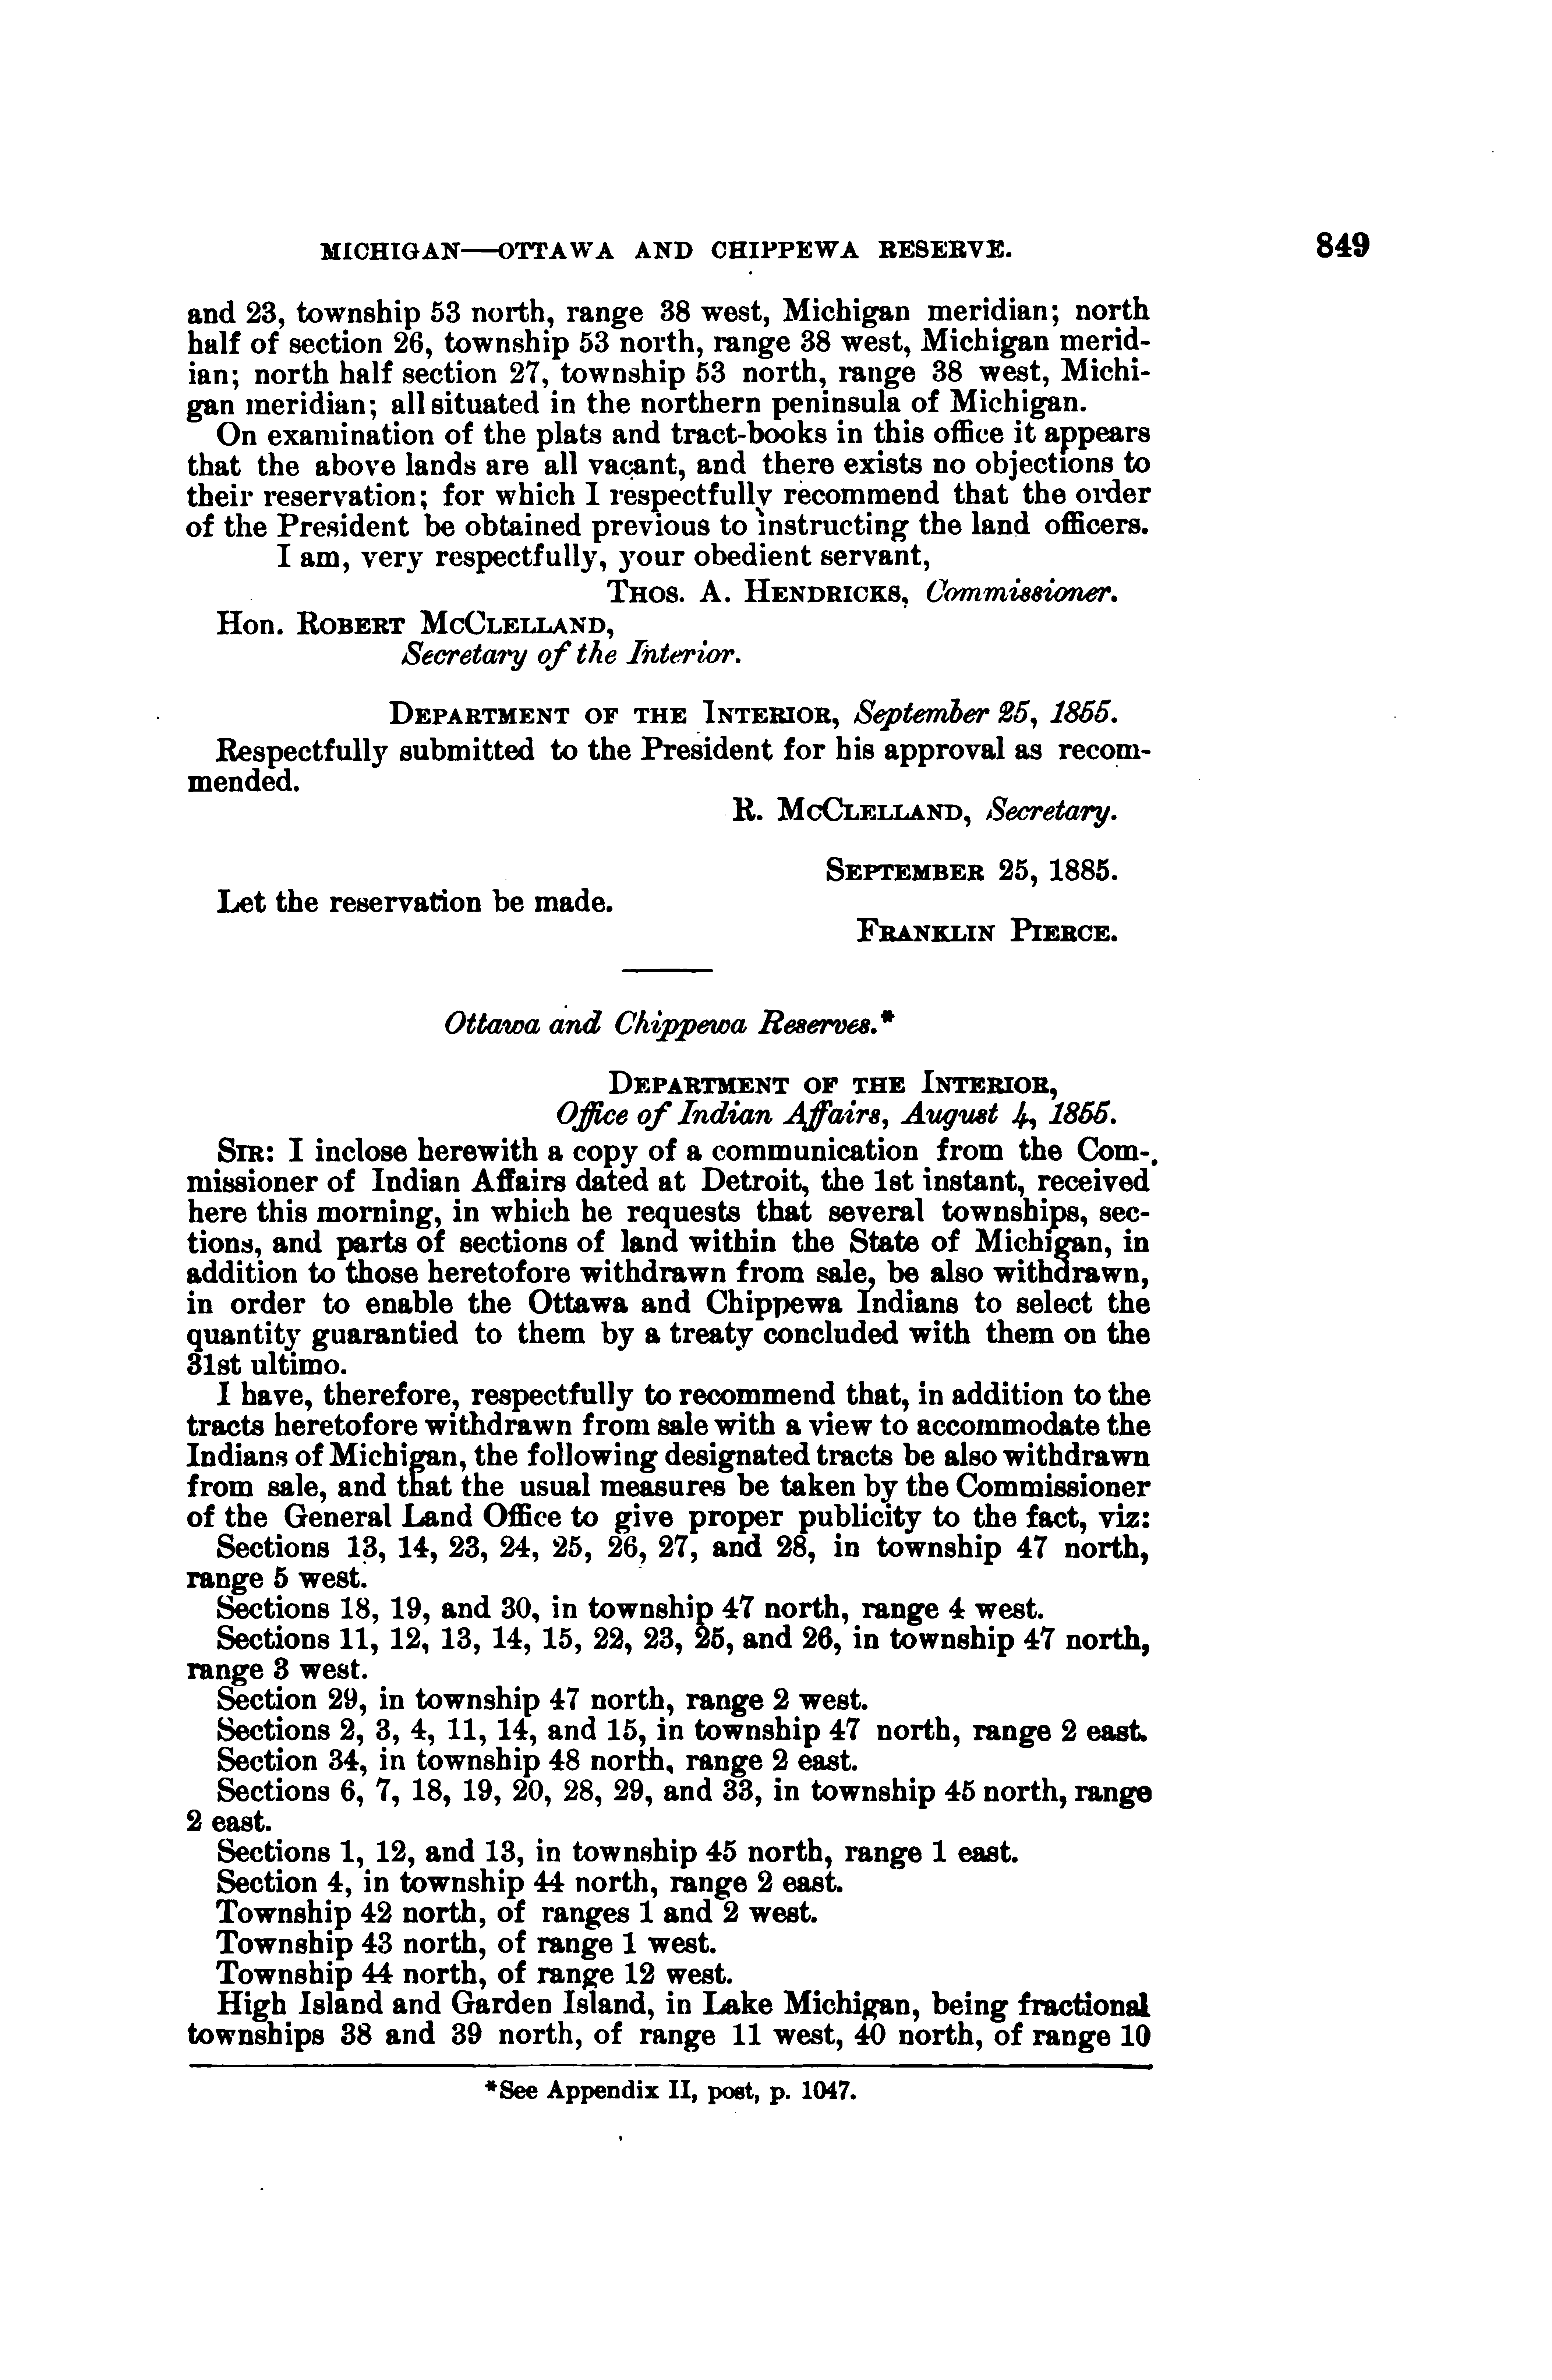 MICHIGAN—OTTAWA AND CHIPPEWA RESERVE. 849
and 23, township 53 north, range 38 west, Michigan meridian; north
half of section 26, township 53 north, range 38 west, Michigan merid-
ian; north half section 27, township 53 north, range 38 west, Michi-
gan meridian; all situated in the northern peninsula of Michigan.
On examination of the plats and tract-books in this office it appears
that the above lands are all vacant, and there exists no objections to
their reservation; for which I respectfully recommend that the order
of the President be obtained previous to instructing the land officers.
I am, very respectfully, your obedient servant,
THOS. A. HENDRICKS, Commissioner.
Hon. ROBERT MCCLELLAND,
Secretary of the Interior.
DEPARTMENT OF THE INTERIOR, September 25, 1855.
Respectfully submitted to the President for his approval as recom-
mended.
R. MCCLELLAND, Secretary.
SEPTEMBER 25, 1885.
Let the reservation be made.
FRANKLIN PIERCE.
Ottawa and Chippewa Reserves.*
DEPARTMENT OF THE INTERIOR,
Office of Indian Affairs, August 4, 1855.
SIR: I inclose herewith a copy of a communication from the Com-
missioner of Indian Affairs dated at Detroit, the 1st instant, received
here this morning, in which he requests that several townships, sec-
tions, and parts of sections of land within the State of Michigan, in
addition to those heretofore withdrawn from sale, be also withdrawn,
in order to enable the Ottawa and Chippewa Indians to select the
quantity guarantied to them by a treaty concluded with them on the
31st ultimo.
I have, therefore, respectfully to recommend that, in addition to the
tracts heretofore withdrawn from sale with a view to accommodate the
Indians of Michigan, the following designated tracts be also withdrawn
from sale, and that the usual measures be taken by the Commissioner
of the General Land Office to give proper publicity to the fact, viz:
Sections 13, 14, 23, 24, 25, 26, 27, and 28, in township 47 north,
range 5 west.
Sections 18, 19, and 30, in township 47 north, range 4 west.
Sections 11, 12, 13, 14, 15, 22, 23, 25, and 26, in township 47 north,
range 3 west.
Section 29, in township 47 north, range 2 west.
Sections 2, 3, 4, 11, 14, and 15, in township 47 north, range 2 east.
Section 34, in township 48 north, range 2 east.
Sections 6, 7, 18, 19, 20, 28, 29, and 33, in township 45 north, range
2 east.
Sections 1, 12, and 13, in township 45 north, range 1 east.
Section 4, in township 44 north, range 2 east.
Township 42 north, of ranges 1 and 2 west.
Township 43 north, of range 1 west.
Township 44 north, of range 12 west.
High Island and Garden Island, in Lake Michigan, being fractional
townships 38 and 39 north, of range 11 west, 40 north, of range 10
*See Appendix II, post, p. 1047.